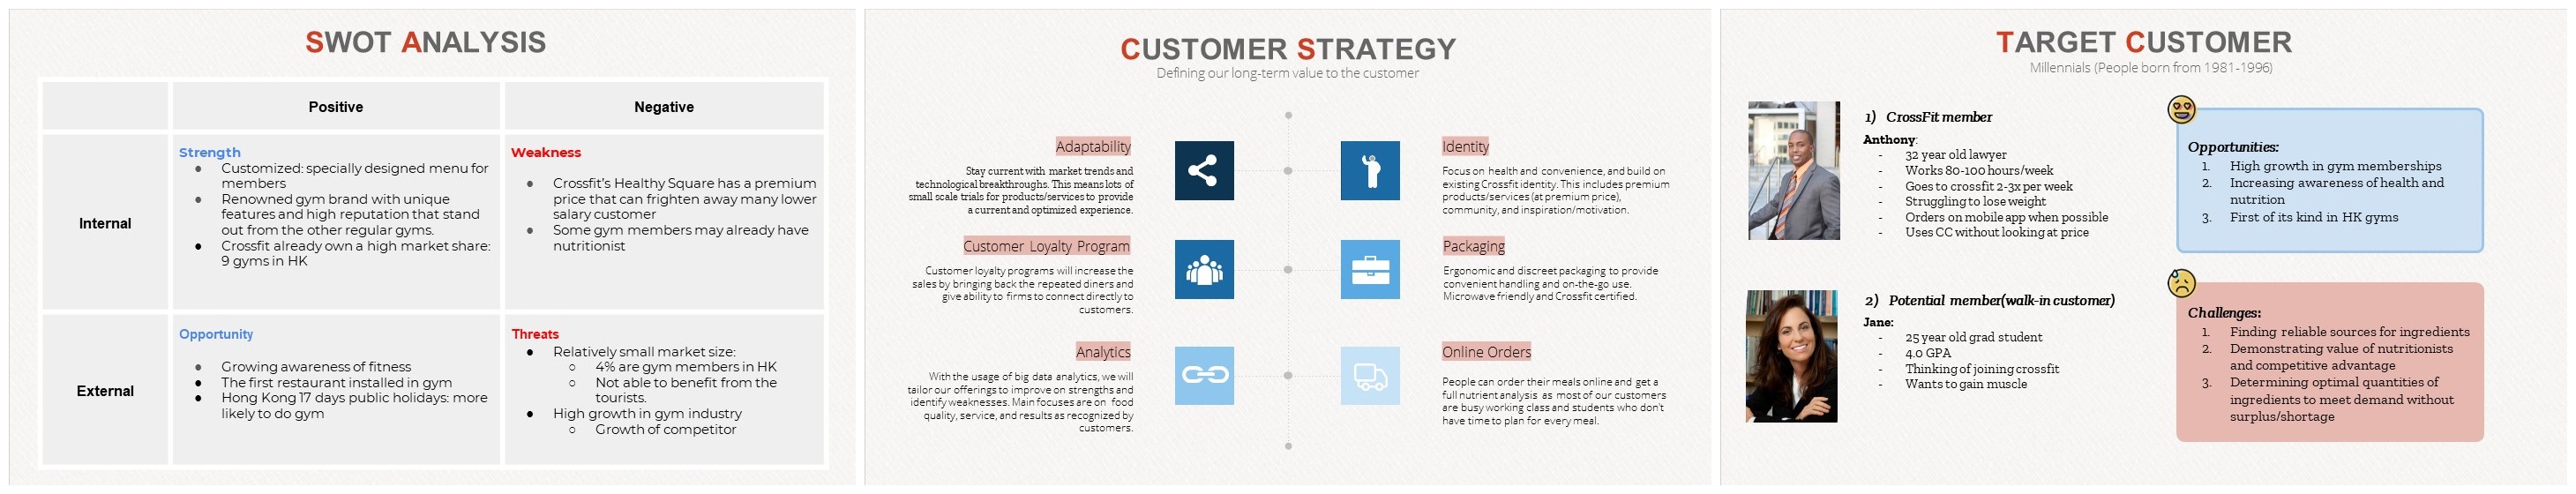 SWOT ANALYSIS
Positive
Negative
Internal
Strength
● Customized: specially designed menu for
members
● Renowned gym brand with unique
features and high reputation that stand
out from the other regular gyms.
● Crossfit already own a high market share:
9 gyms in HK
Weakness
● Crossfit's Healthy Square has a premium
price that can frighten away many lower
salary customer
● Some gym members may already have
nutritionist
External
Opportunity
● Growing awareness of fitness
● The first restaurant installed in gym
● Hong Kong 17 days public holidays: more
likely to do gym
Threats
● Relatively small market size:
○ 4% are gym members in HK
○ Not able to benefit from the
tourists.
● High growth in gym industry
○ Growth of competitor
CUSTOMER STRATEGY
Defining our long-term value to the customer
Adaptability
Stay current with market trends and
technological breakthroughs. This means lots of
small scale trials for products/services to provide
a current and optimized experience.
Identity
Focus on health and convenience, and build on
existing Crossfit identity. This includes premium
products/services (at premium price),
community, and inspiration/motivation.
Customer Loyalty Program
Customer loyalty programs will increase the
sales by bringing back the repeated diners and
give ability to firms to connect directly to
customers.
Packaging
Ergonomic and discreet packaging to provide
convenient handling and on-the-go use.
Microwave friendly and Crossfit certified.
Analytics
With the usage of big data analytics, we will
tailor our offerings to improve on strengths and
identify weaknesses. Main focuses are on food
quality, service, and results as recognized by
customers.
Online Orders
People can order their meals online and get a
full nutrient analysis as most of our customers
are busy working class and students who don't
have time to plan for every meal.
TARGET CUSTOMER
Millennials (People born from 1981-1996)
1) CrossFit member
Anthony:
- 32 year old lawyer
- Works 80-100 hours/week
- Goes to crossfit 2-3x per week
- Struggling to lose weight
- Orders on mobile app when possible
- Uses CC without looking at price
2) Potential member(walk-in customer)
Jane:
- 25 year old grad student
- 4.0 GPA
- Thinking of joining crossfit
- Wants to gain muscle
Opportunities:
1. High growth in gym memberships
2. Increasing awareness of health and
nutrition
3. First of its kind in HK gyms
Challenges:
1. Finding reliable sources for ingredients
2. Demonstrating value of nutritionists
and competitive advantage
3. Determining optimal quantities of
ingredients to meet demand without
surplus/shortage